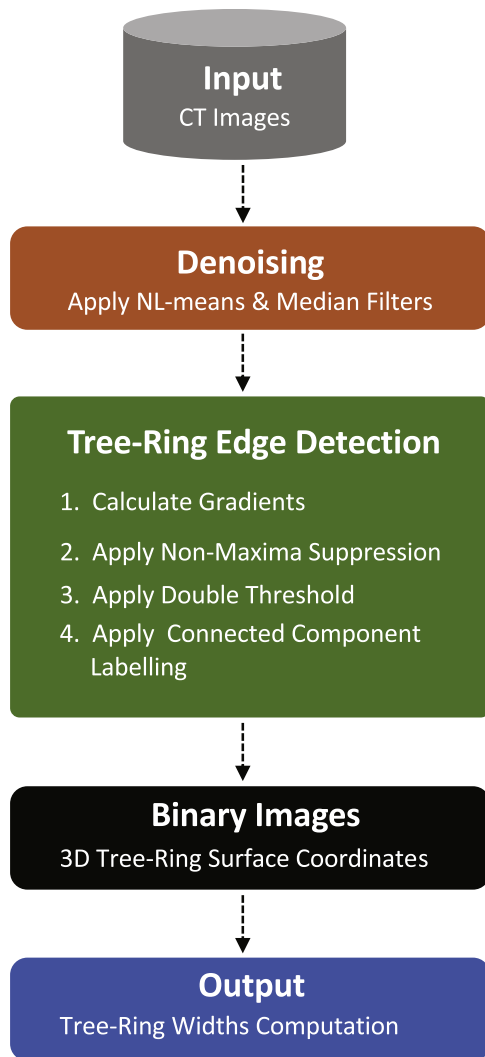 Input
CT Images
Denoising
Apply NL-means & Median Filters
Tree-Ring Edge Detection
1. Calculate Gradients
2. Apply Non-Maxima Suppression
3. Apply Double Threshold
4. Apply Connected Component
Labelling
Binary Images
3D Tree-Ring Surface Coordinates
Output
Tree-Ring Widths Computation